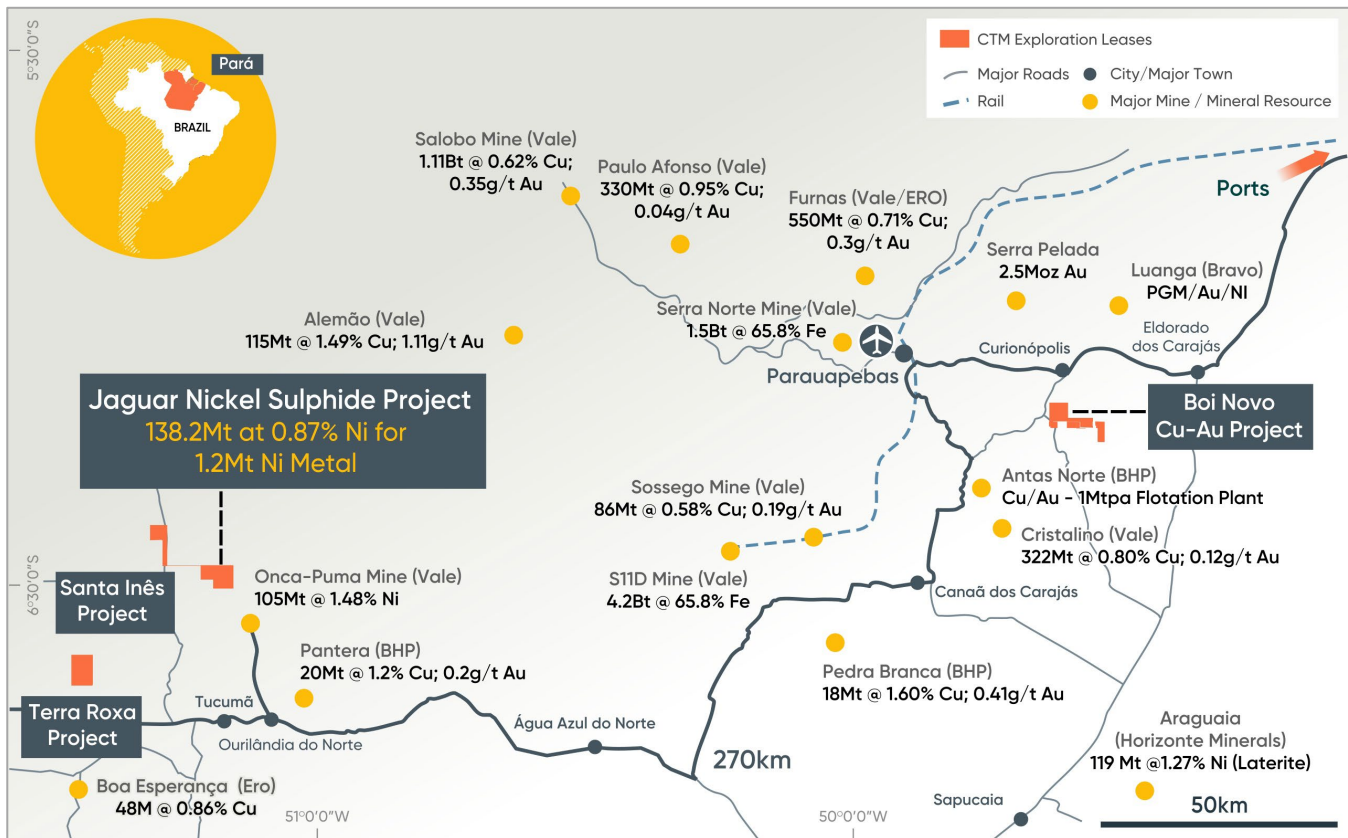 5°30'0"S
Pará
BRAZIL
CTM Exploration Leases
Major Roads
City/Major Town
Rail
Major Mine / Mineral Resource
Salobo Mine (Vale)
1.11Bt @ 0.62% Cu;
0.35g/t Au
Paulo Afonso (Vale)
330Mt @ 0.95% Cu;
0.04g/t Au
Furnas (Vale/ERO)
550Mt @ 0.71% Cu;
0.3g/t Au
Ports
Serra Pelada
2.5Moz Au
Luanga (Bravo)
PGM/Au/NI
Alemão (Vale)
115Mt @ 1.49% Cu; 1.11g/t Au
Serra Norte Mine (Vale)
1.5Bt @ 65.8% Fe
Parauapebas
Curionópolis
Eldorado
dos Carajás
Jaguar Nickel Sulphide Project
138.2Mt at 0.87% Ni for
1.2Mt Ni Metal
Boi Novo
Cu-Au Project
Sossego Mine (Vale)
86Mt @ 0.58% Cu; 0.19g/t Au
Antas Norte (BHP)
Cu/Au - 1Mtpa Flotation Plant
Cristalino (Vale)
322Mt @ 0.80% Cu; 0.12g/t Au
6°30'0"S
Santa Inês
Project
Onca-Puma Mine (Vale)
105Mt @ 1.48% Ni
S11D Mine (Vale)
4.2Bt @ 65.8% Fe
Canaã dos Carajás
Pantera (BHP)
20Mt @ 1.2% Cu; 0.2g/t Au
Pedra Branca (BHP)
18Mt @ 1.60% Cu; 0.41g/t Au
Terra Roxa
Project
Tucumã
Ourilândia do Norte
Água Azul do Norte
270km
Araguaia
(Horizonte Minerals)
119 Mt @1.27% Ni (Laterite)
Boa Esperança (Ero)
48M @ 0.86% Cu
51°0'0"W
50°0'0"W
Sapucaia
50km